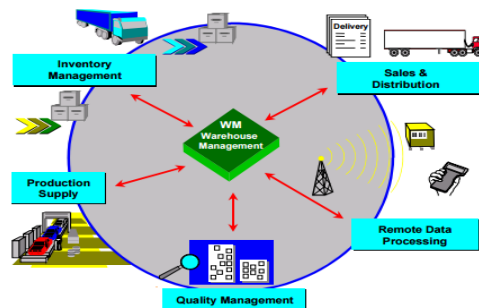 Delivery
Inventory
Management
Sales &
Distribution
WM
Warehouse
Management
Production
Supply
Remote Data
Processing
Quality Management